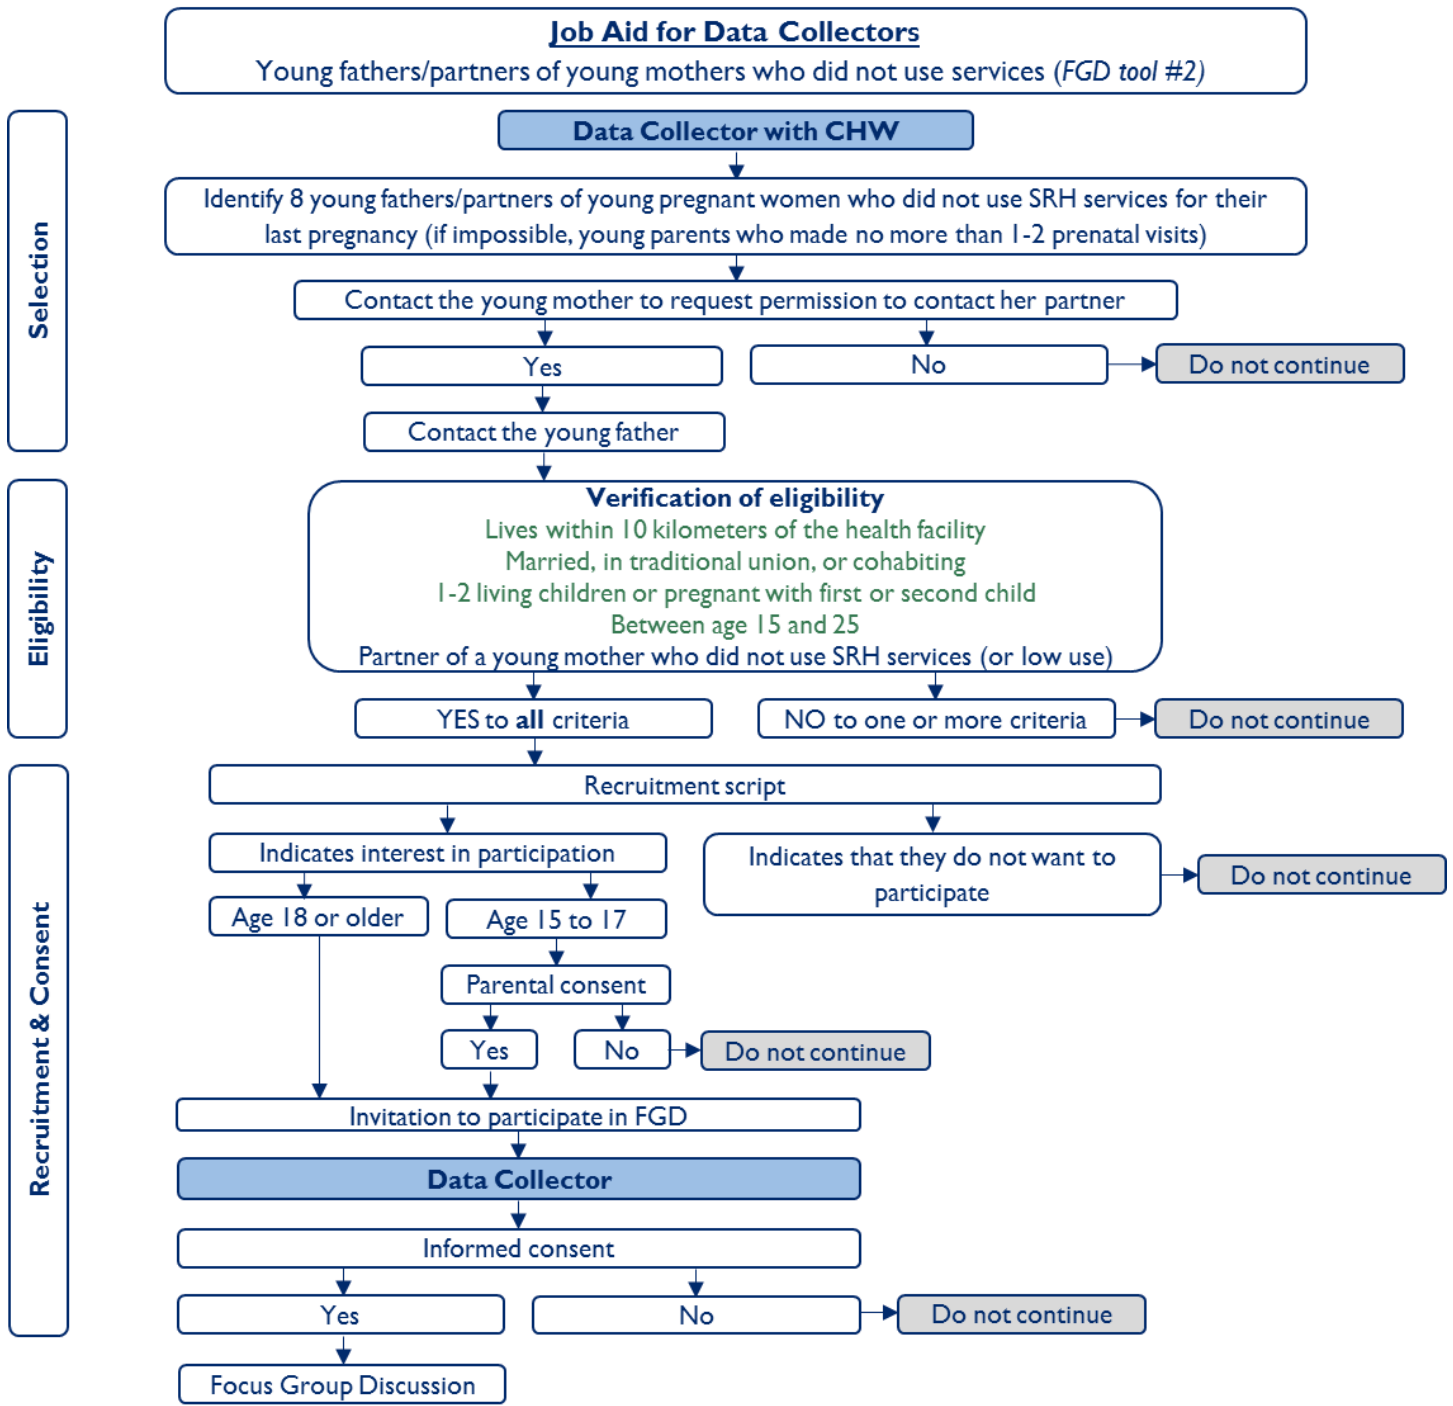 Job Aid for Data Collectors
Young fathers/partners of young mothers who did not use services (FGD tool #2)
Selection
Data Collector with CHW
Identify 8 young fathers/partners of young pregnant women who did not use SRH services for their
last pregnancy (if impossible, young parents who made no more than 1-2 prenatal visits)
Contact the young mother to request permission to contact her partner
Yes
No
Do not continue
Contact the young father
Eligibility
Verification of eligibility
Lives within 10 kilometers of the health facility
Married, in traditional union, or cohabiting
1-2 living children or pregnant with first or second child
Between age 15 and 25
Partner of a young mother who did not use SRH services (or low use)
YES to all criteria
NO to one or more criteria
Do not continue
Recruitment & Consent
Recruitment script
Indicates interest in participation
Indicates that they do not want to
participate
Do not continue
Age 18 or older
Age 15 to 17
Parental consent
Yes
No
Do not continue
Invitation to participate in FGD
Data Collector
Informed consent
Yes
No
Do not continue
Focus Group Discussion